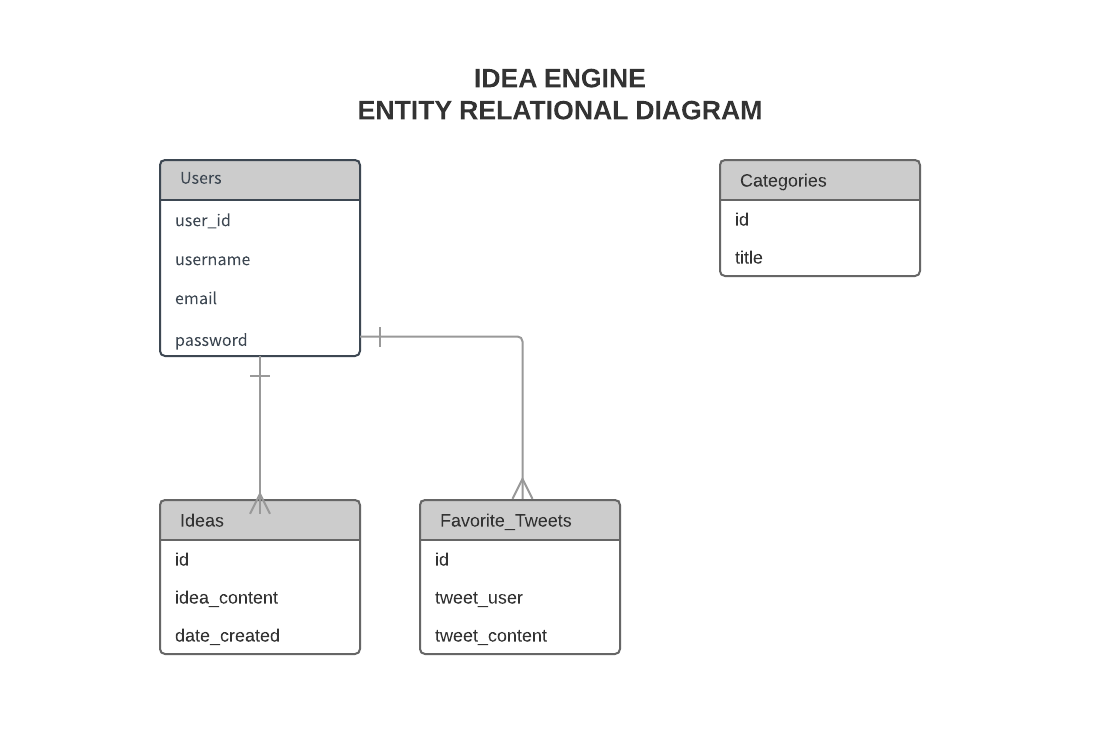 IDEA ENGINE
ENTITY RELATIONAL DIAGRAM
Users
user_id
username
email
password
Categories
id
title
Ideas
id
idea_content
date_created
Favorite_Tweets
id
tweet_user
tweet_content